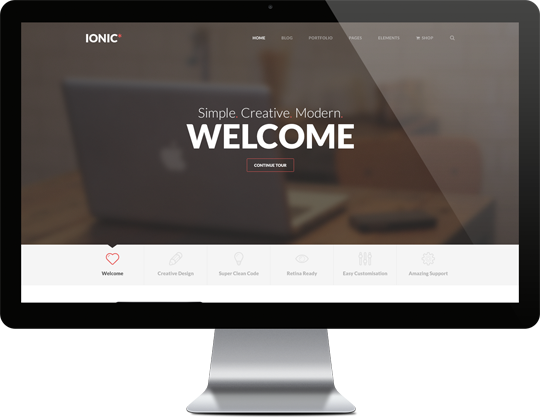 IONIC+
HOME BLOG PORTFOLIO PAGES ELEMENTS SHOP
Simple. Creative. Modern.
WELCOME
CONTINUE TOUR
Welcome Creative Design Super Clean Code Retina Ready Easy Customisation Amazing Support